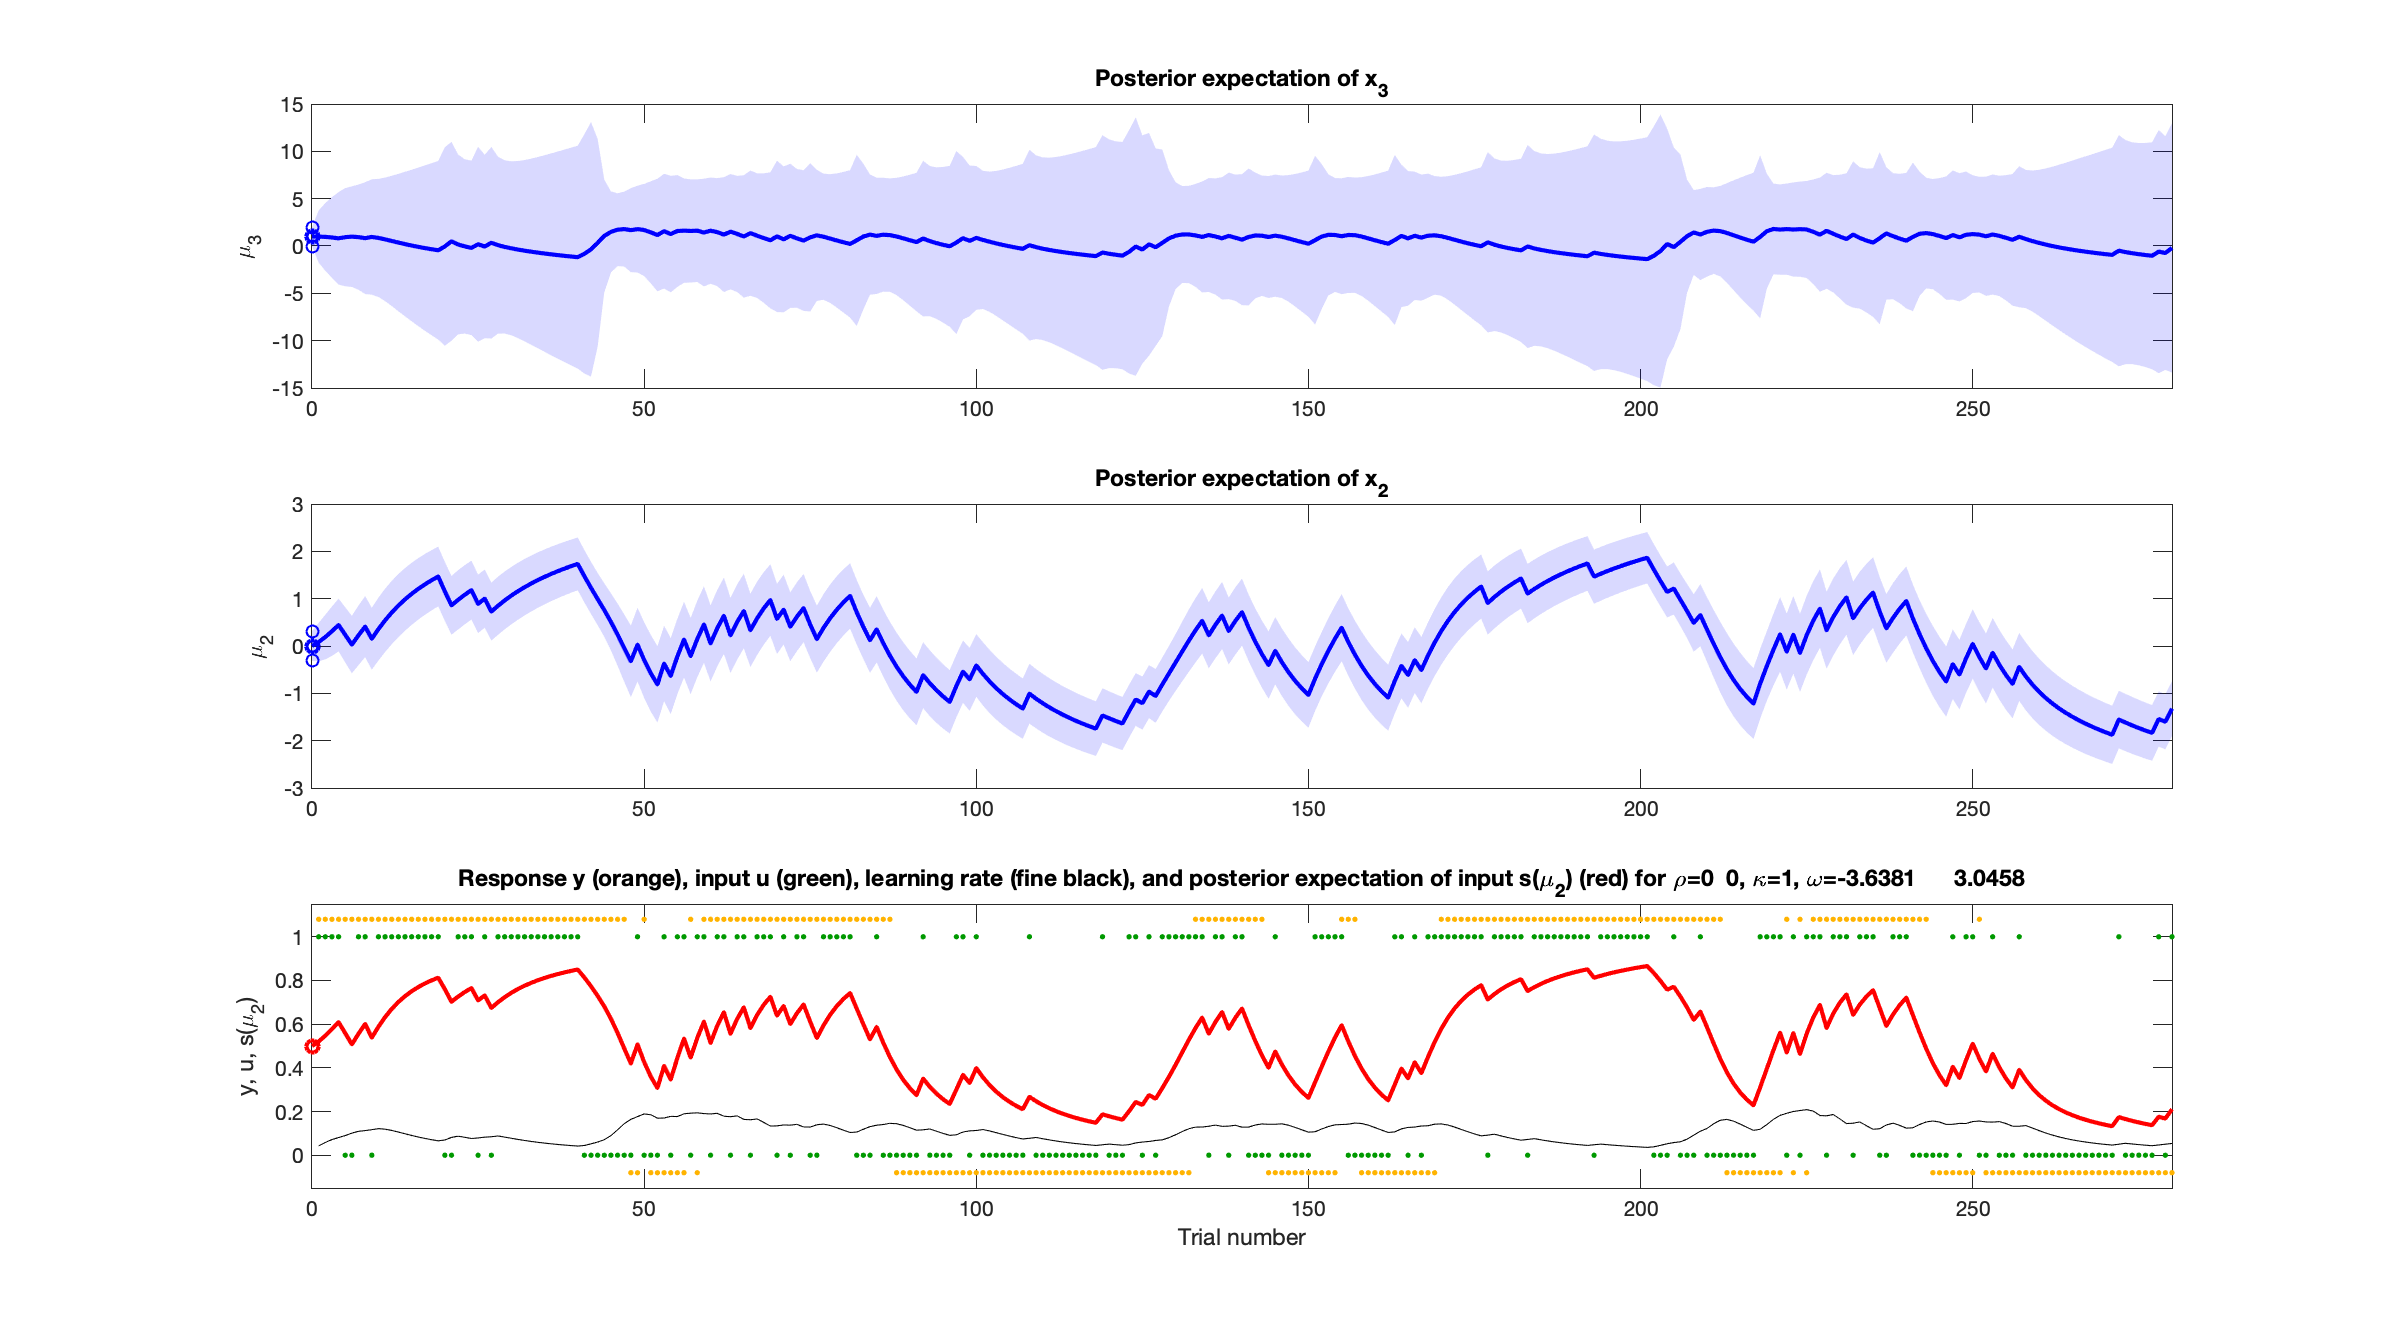 Posterior expectation of x3
15
10
5
0
-5
-10
-15
μ3
0 50 100 150 200 250
Posterior expectation of x2
3
2
1
0
-1
-2
-3
μ2
0 50 100 150 200 250
Response y (orange), input u (green), learning rate (fine black), and posterior expectation of input s(μ2) (red) for ρ=0 0, κ=1, ω=-3.6381 3.0458
1
0.8
0.6
0.4
0.2
0
y, u, s(μ2)
0 50 100 150 200 250
Trial number